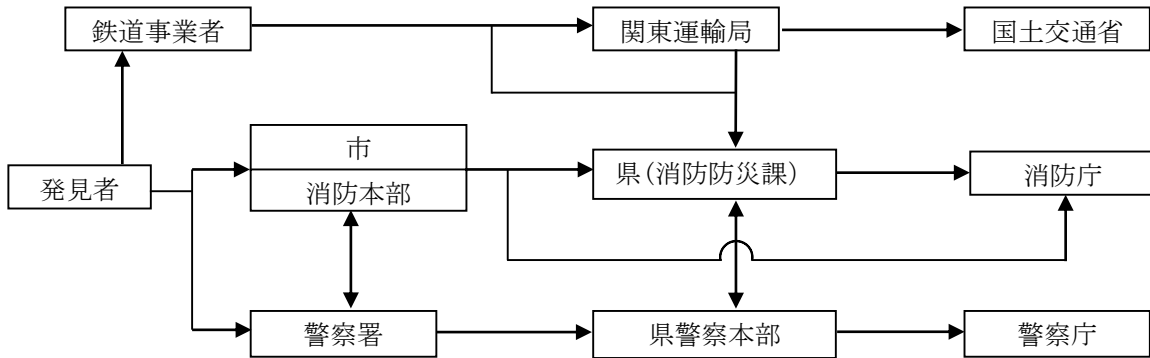 鉄道事業者
関東運輸局
国土交通省
発見者
市
消防本部
県(消防防災課)
消防庁
警察署
県警察本部
警察庁